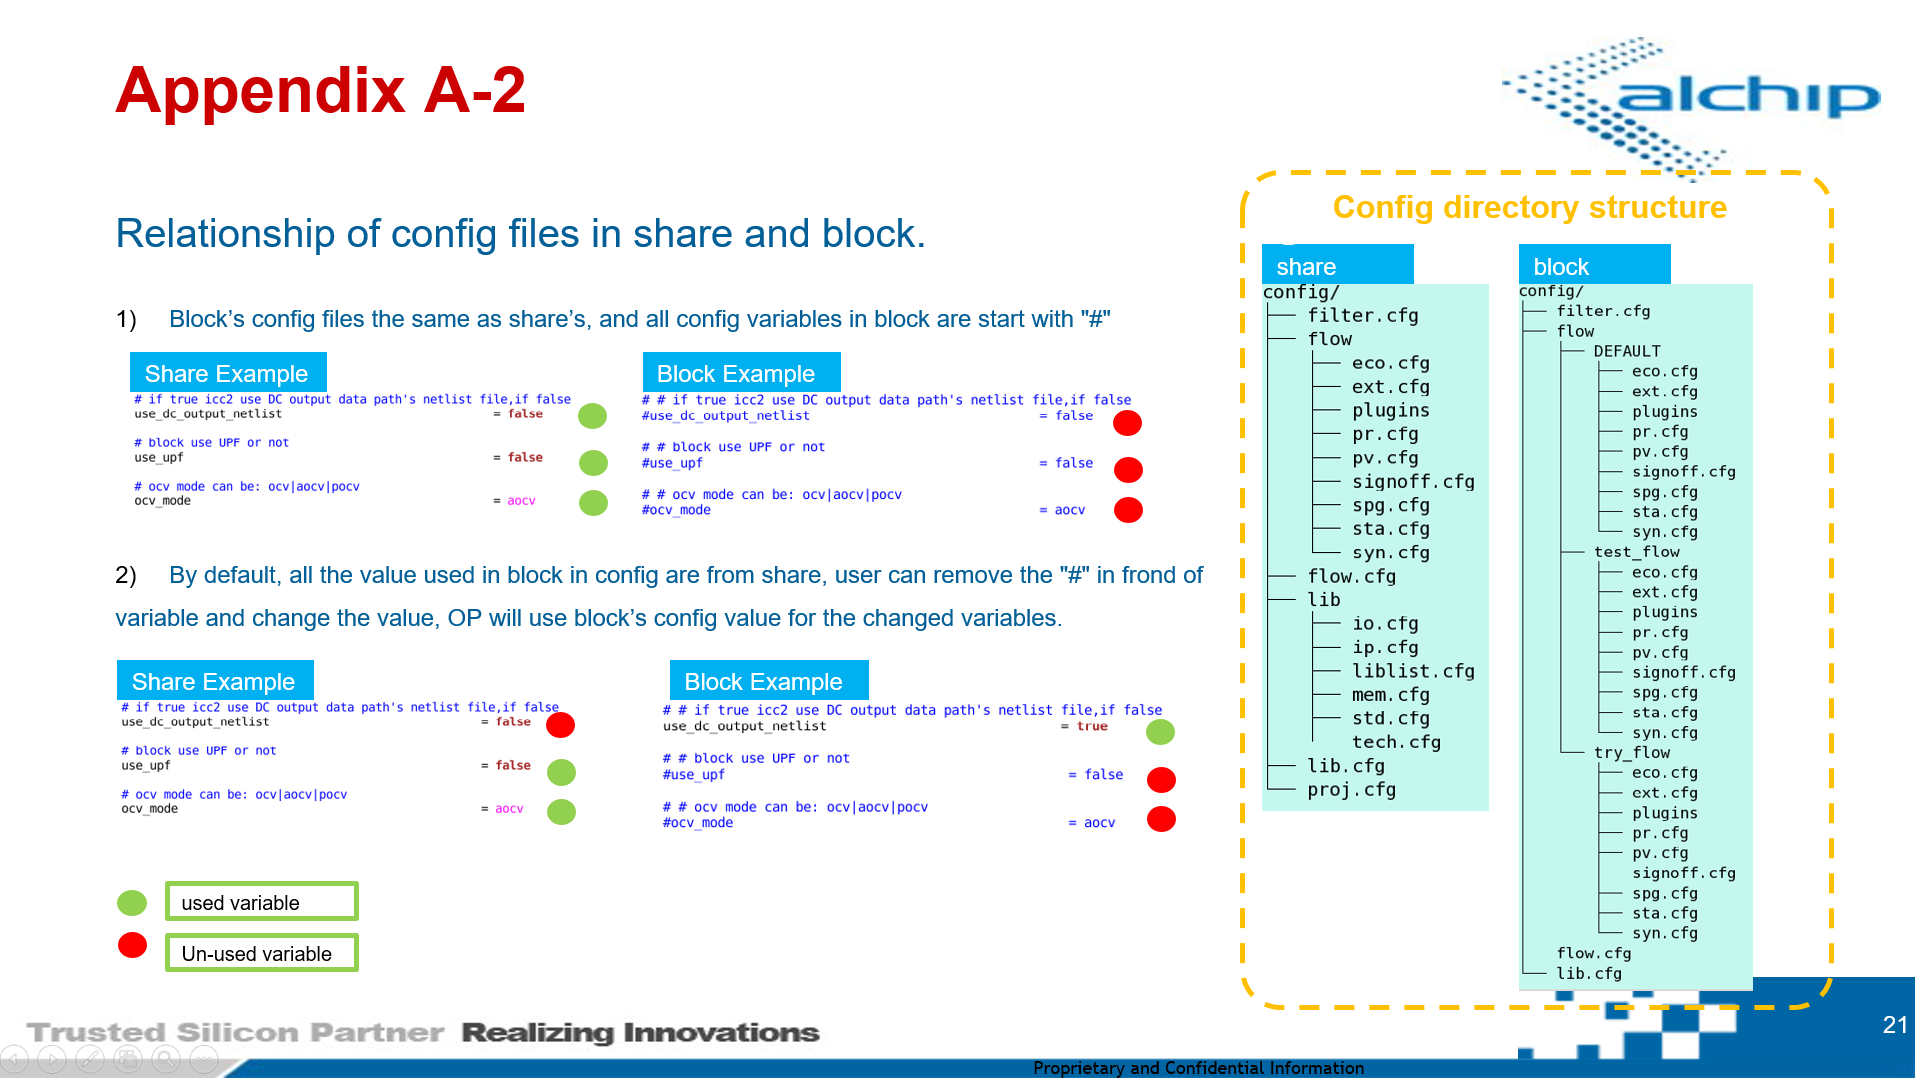 Appendix A-2
alchip
Relationship of config files in share and block.
1) Block’s config files the same as share’s, and all config variables in block are start with "#"
Share Example
# if true icc2 use DC output data path's netlist file,if false
use_dc_output_netlist = false
# block use UPF or not
use_upf = false
# ocv mode can be: ocv|aocv|pocv
ocv_mode = aocv
Block Example
# # if true icc2 use DC output data path's netlist file,if false
#use_dc_output_netlist = false
# # block use UPF or not
#use_upf = false
# # ocv mode can be: ocv|aocv|pocv
#ocv_mode = aocv
2) By default, all the value used in block in config are from share, user can remove the "#" in frond of
variable and change the value, OP will use block’s config value for the changed variables.
Share Example
# if true icc2 use DC output data path's netlist file,if false
use_dc_output_netlist = false
# block use UPF or not
use_upf = false
# ocv mode can be: ocv|aocv|pocv
ocv_mode = aocv
Block Example
# # if true icc2 use DC output data path's netlist file,if false
use_dc_output_netlist = true
# # block use UPF or not
#use_upf = false
# # ocv mode can be: ocv|aocv|pocv
#ocv_mode = aocv
used variable
Un-used variable
Config directory structure
share
config/
filter.cfg
flow
eco.cfg
ext.cfg
plugins
pr.cfg
pv.cfg
signoff.cfg
spg.cfg
sta.cfg
syn.cfg
flow.cfg
lib
io.cfg
ip.cfg
liblist.cfg
mem.cfg
std.cfg
tech.cfg
lib.cfg
proj.cfg
block
config/
filter.cfg
flow
DEFAULT
eco.cfg
ext.cfg
plugins
pr.cfg
pv.cfg
signoff.cfg
spg.cfg
sta.cfg
syn.cfg
test_flow
eco.cfg
ext.cfg
plugins
pr.cfg
pv.cfg
signoff.cfg
spg.cfg
sta.cfg
syn.cfg
try_flow
eco.cfg
ext.cfg
plugins
pr.cfg
pv.cfg
signoff.cfg
spg.cfg
sta.cfg
syn.cfg
flow.cfg
lib.cfg
Trusted Silicon Partner Realizing Innovations
21
Proprietary and Confidential Information